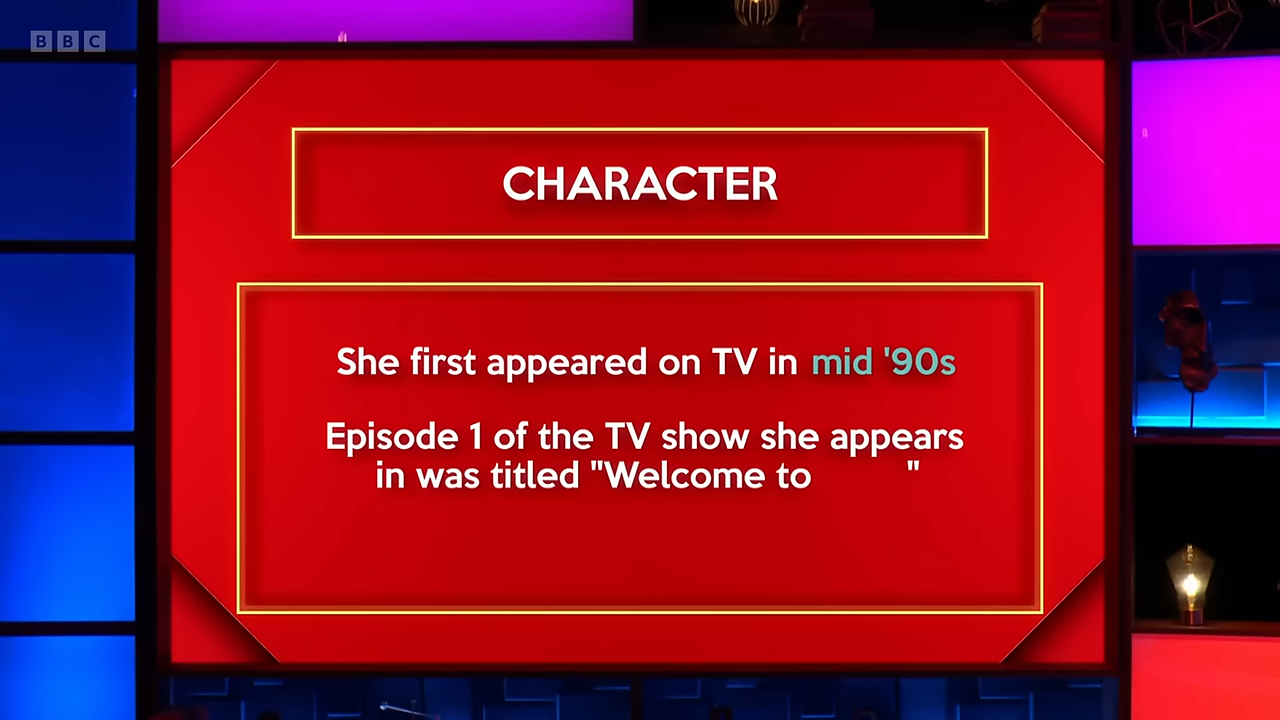 BBC
CHARACTER
She first appeared on TV in mid '90s
Episode 1 of the TV show she appears
in was titled "Welcome to "